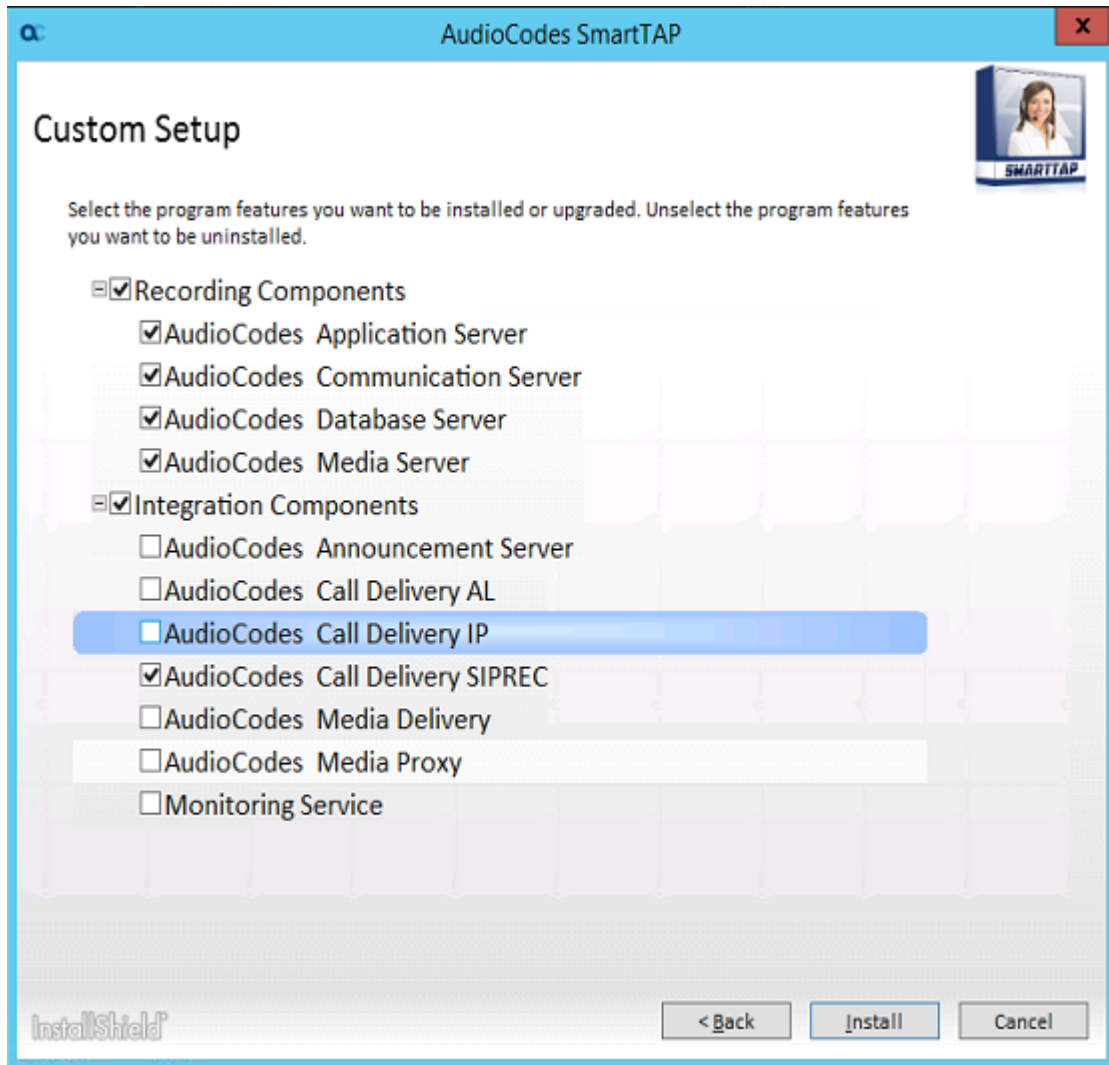 AudioCodes SmartTAP
x
Custom Setup
SMARTTAP
Select the program features you want to be installed or upgraded. Unselect the program features
you want to be uninstalled.
Recording Components
AudioCodes Application Server
AudioCodes Communication Server
AudioCodes Database Server
AudioCodes Media Server
Integration Components
AudioCodes Announcement Server
AudioCodes Call Delivery AL
AudioCodes Call Delivery IP
AudioCodes Call Delivery SIPREC
AudioCodes Media Delivery
AudioCodes Media Proxy
Monitoring Service
InstallShield
< Back
Install
Cancel